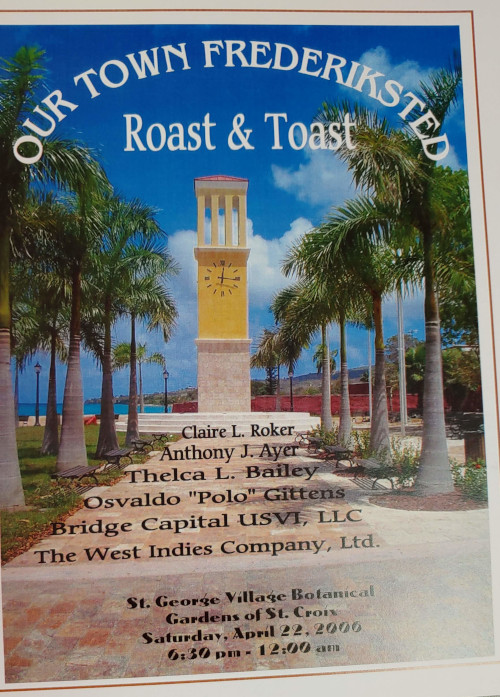 OUR TOWN FREDERIKSTED
Roast & Toast
Claire L. Roker
Anthony J. Ayer
Thelca L. Bailey
Osvaldo "Polo" Gittens
Bridge Capital USVI, LLC
The West Indies Company, Ltd.
St. George Village Botanical
Gardens of St. Croix
Saturday, April 22, 2006
6:30 pm - 12:00 am